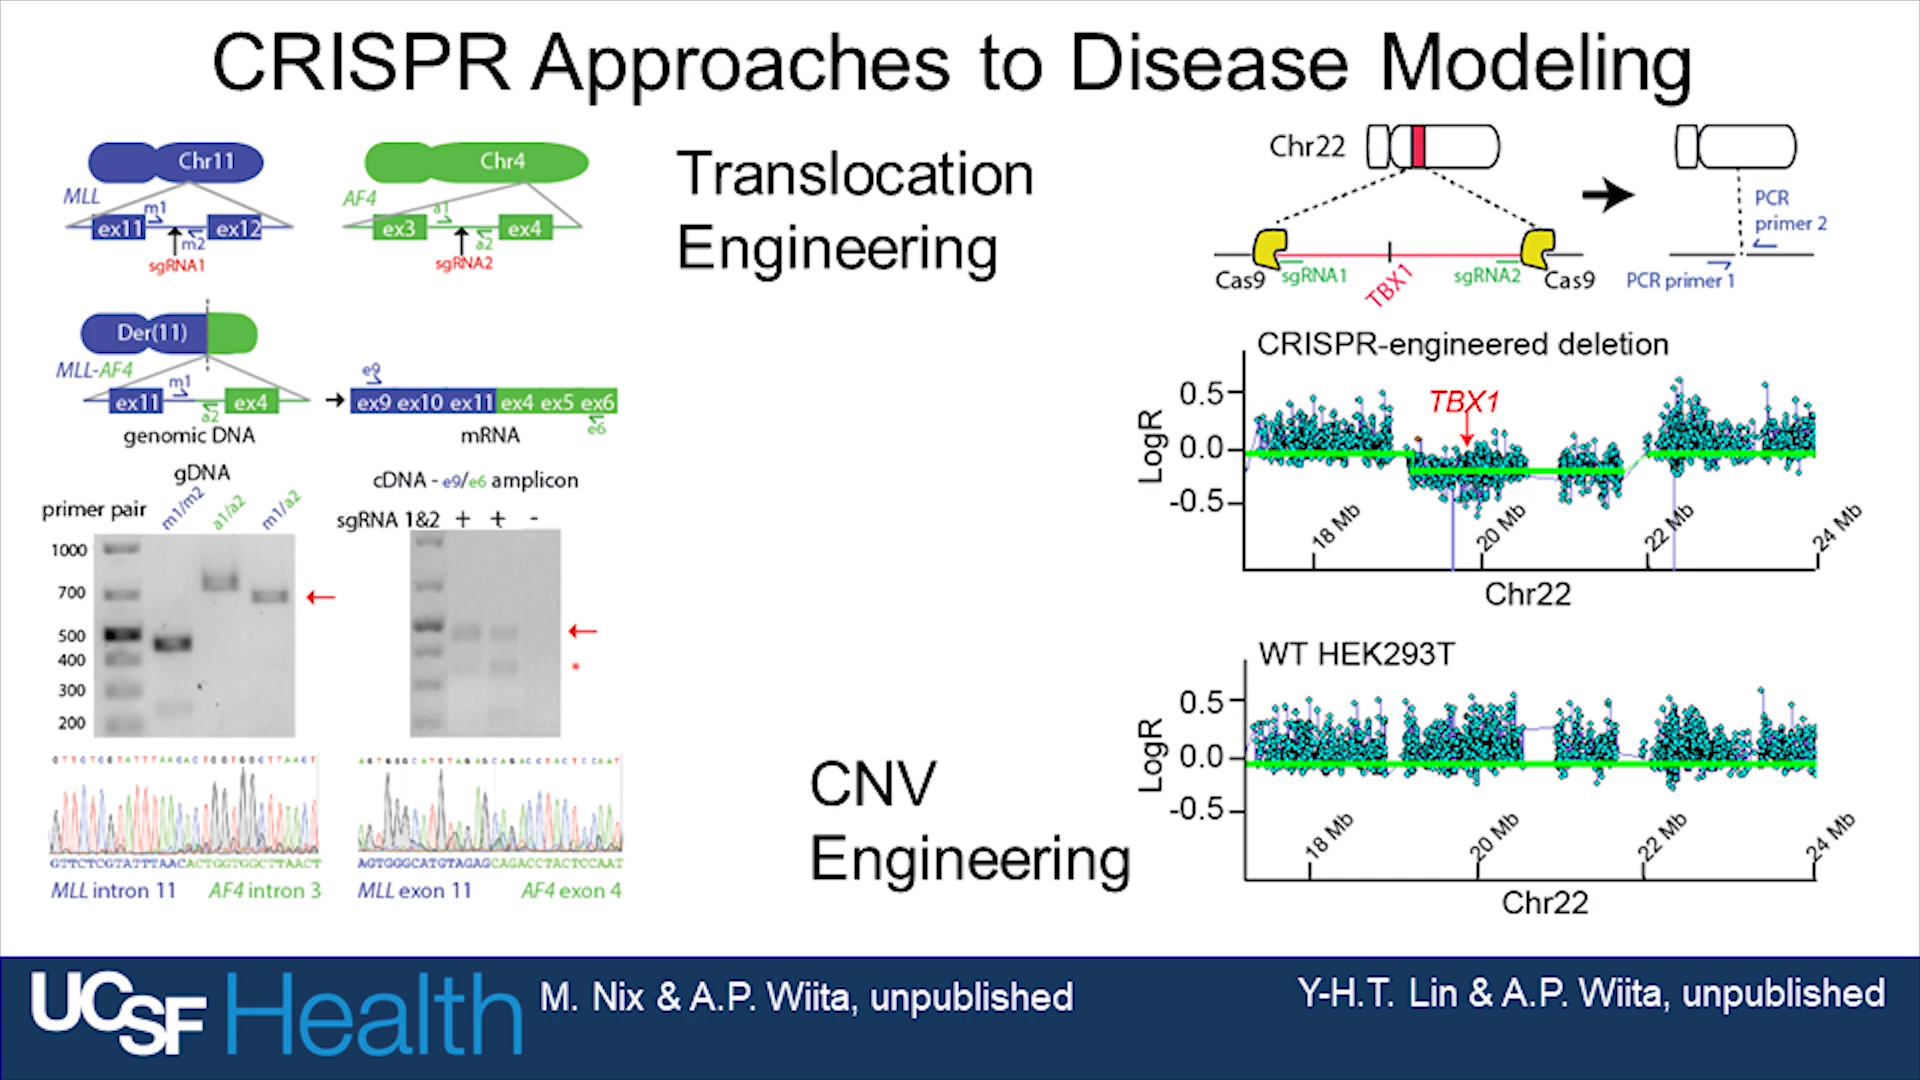 CRISPR Approaches to Disease Modeling
Chr11
MLL
m1
ex11
ex12
m2
sgRNA1
Chr4
AF4
a1
ex3
ex4
a2
sgRNA2
Translocation
Engineering
Der(11)
MLL-AF4
m1
ex11
ex4
a2
genomic DNA
e9
ex9 ex10 ex11 ex4 ex5 ex6
e6
mRNA
gDNA
primer pair
m1/m2
a1/a2
m1/a2
1000
700
500
400
300
200
cDNA - e9/e6 amplicon
sgRNA 1&2 + + -
*
GTTCTCGTATTTAACACTGGTGGCTTAACT
GTTCTCGTATTTAACACTGGTGGCTTAACT
MLL intron 11 AF4 intron 3
AGTGGGCATGTAGAGCAGACCTACTCCAAT
AGTGGGCATGTAGAGCAGACCTACTCCAAT
MLL exon 11 AF4 exon 4
CNV
Engineering
Chr22
Cas9
sgRNA1
TBX1
sgRNA2
Cas9
PCR
primer 2
PCR primer 1
CRISPR-engineered deletion
TBX1
LogR
0.5
0.0
-0.5
18 Mb
20 Mb
22 Mb
24 Mb
Chr22
WT HEK293T
LogR
0.5
0.0
-0.5
18 Mb
20 Mb
22 Mb
24 Mb
Chr22
UCSF Health
M. Nix & A.P. Wiita, unpublished
Y-H.T. Lin & A.P. Wiita, unpublished